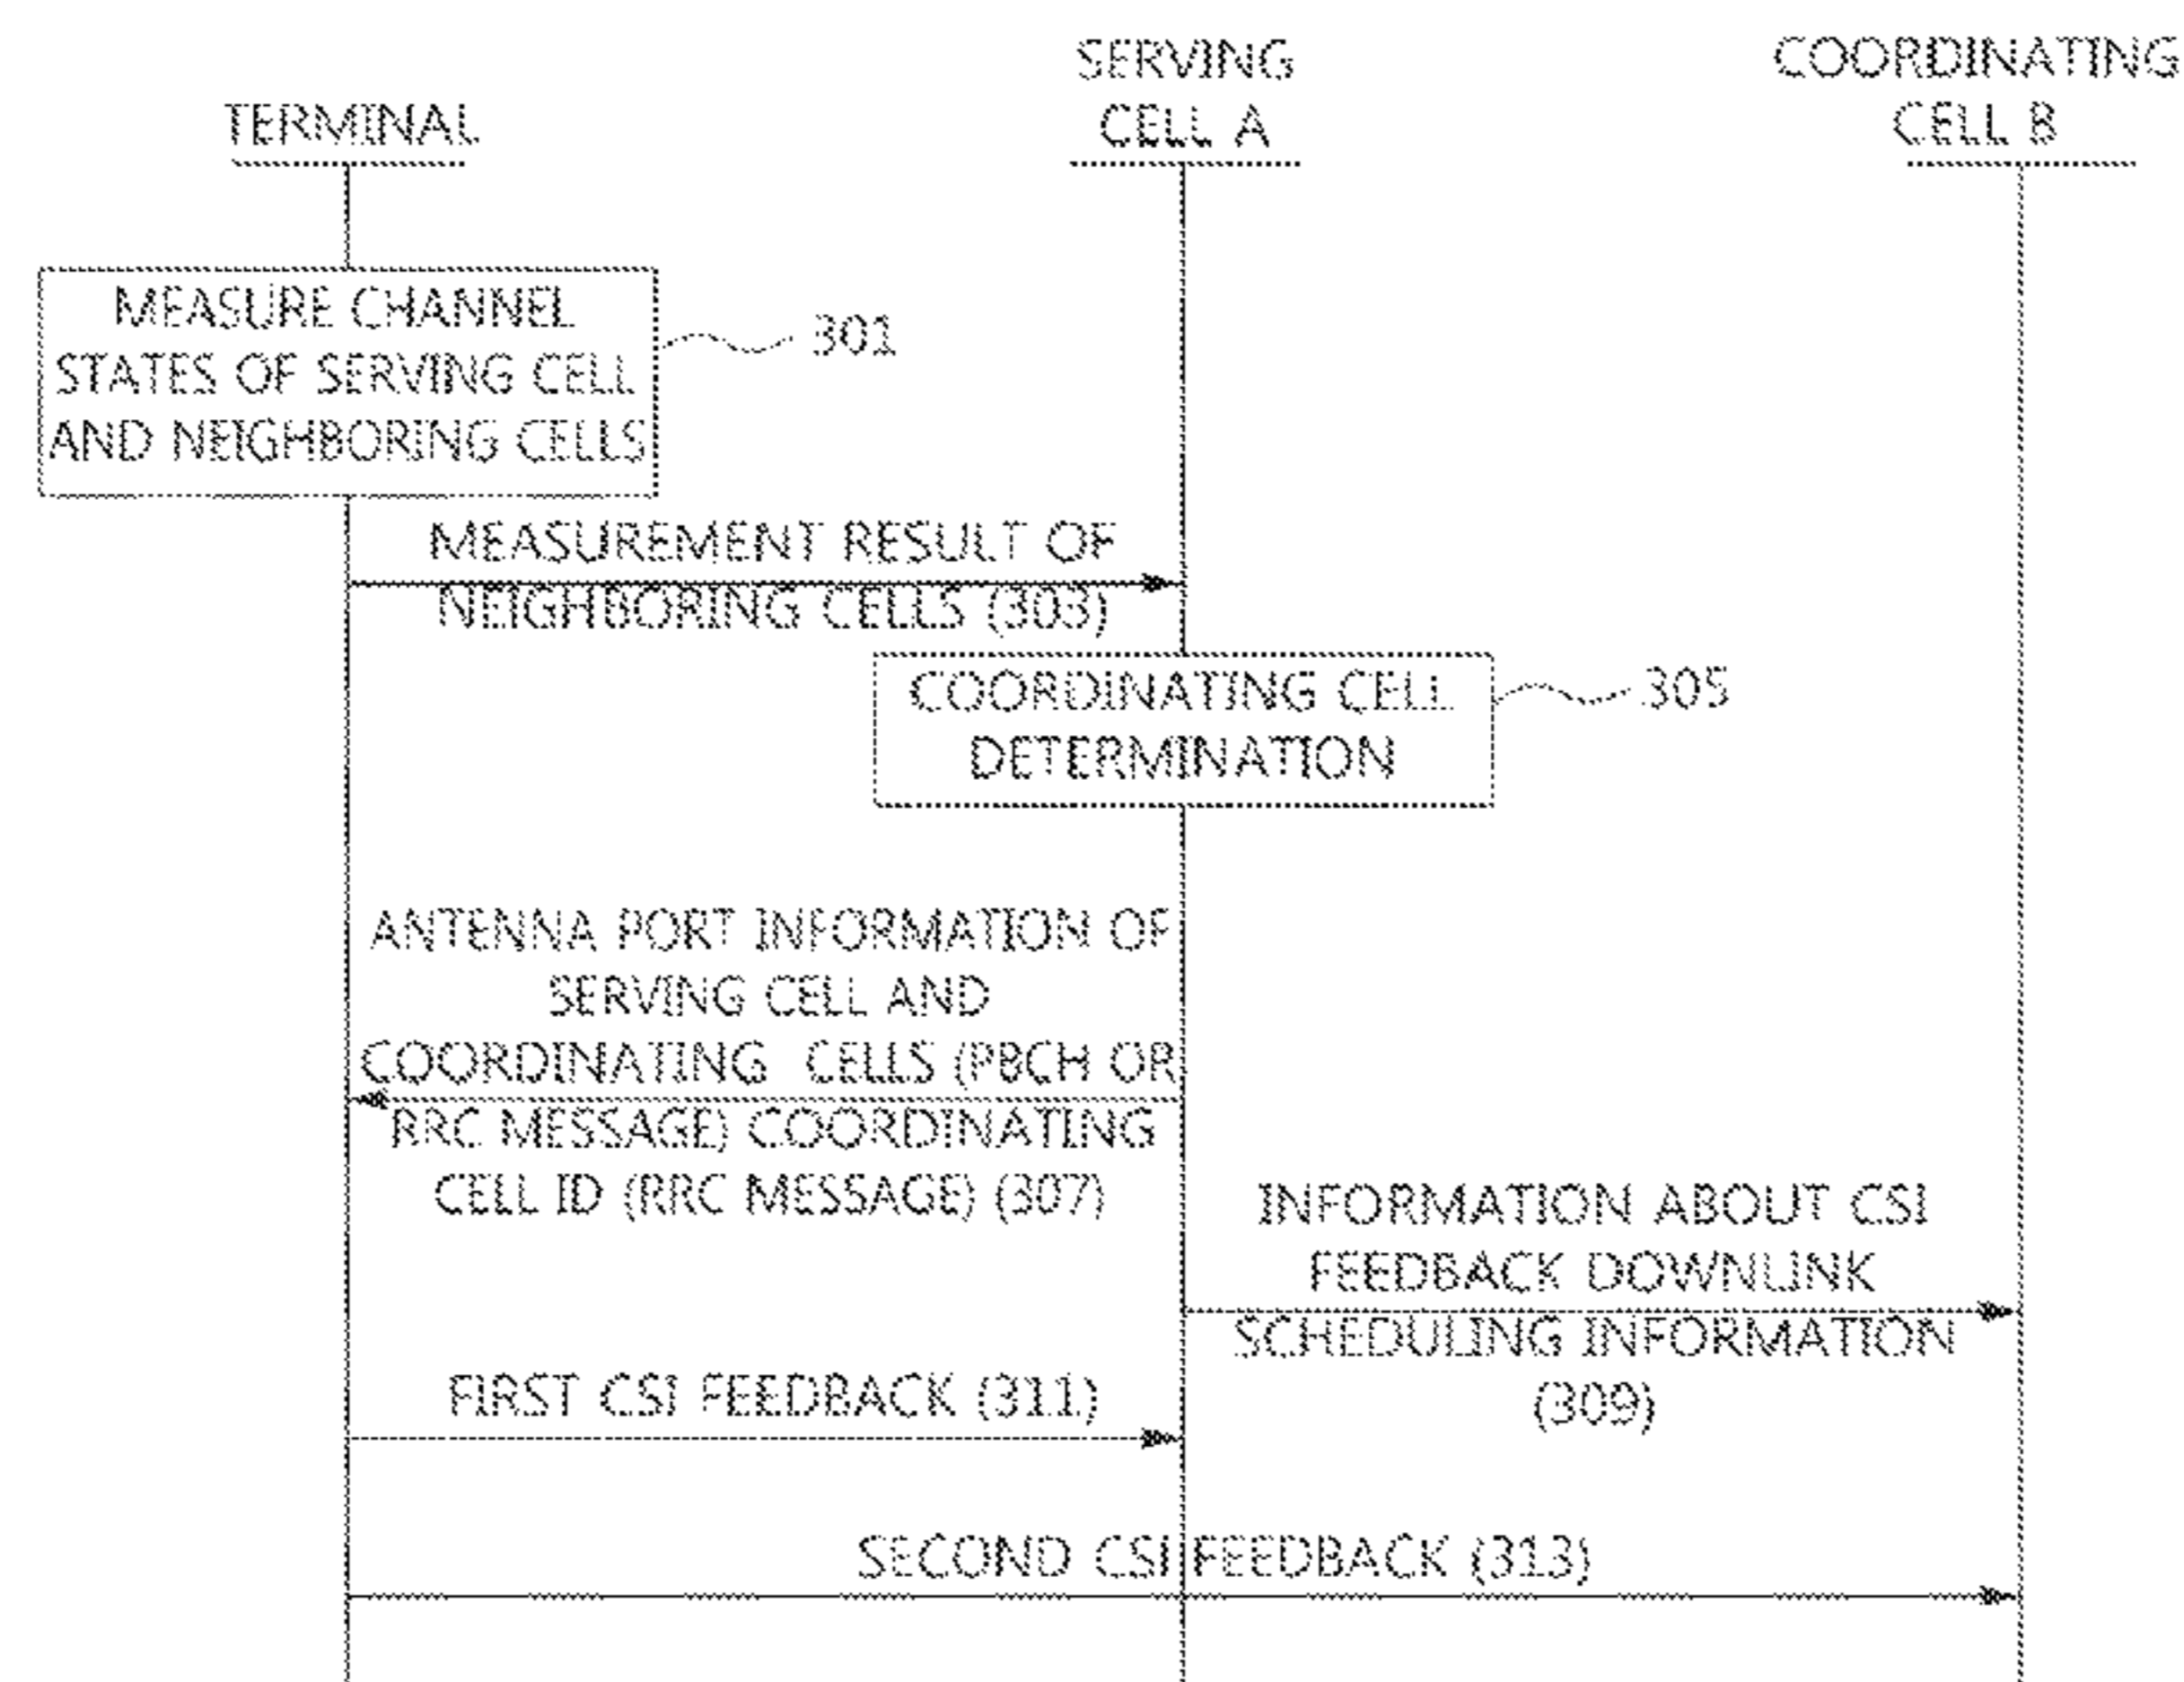 TERMINAL
SERVING
CELL A
COORDINATING
CELL B
MEASURE CHANNEL
STATES OF SERVING CELL
AND NEIGHBORING CELLS
301
MEASUREMENT RESULT OF
NEIGHBORING CELLS (303)
COORDINATING CELL
DETERMINATION
305
ANTENNA PORT INFORMATION OF
SERVING CELL AND
COORDINATING CELLS (PBCH OR
RRC MESSAGE) COORDINATING
CELL ID (RRC MESSAGE) (307)
INFORMATION ABOUT CSI
FEEDBACK DOWNLINK
SCHEDULING INFORMATION
(309)
FIRST CSI FEEDBACK (311)
SECOND CSI FEEDBACK (313)